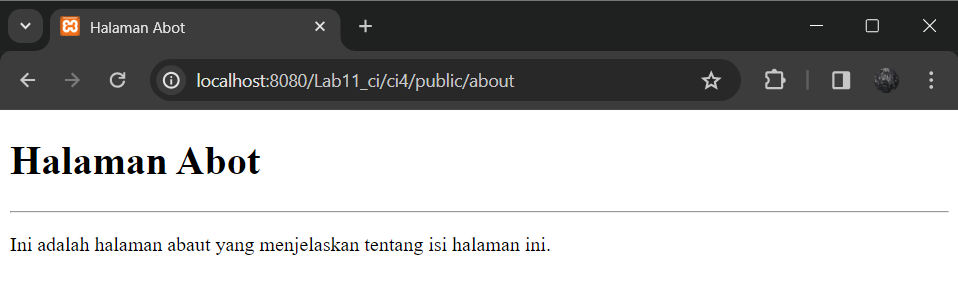 Halaman Abot
localhost:8080/Lab11_ci/ci4/public/about
Halaman Abot
Ini adalah halaman abaut yang menjelaskan tentang isi halaman ini.